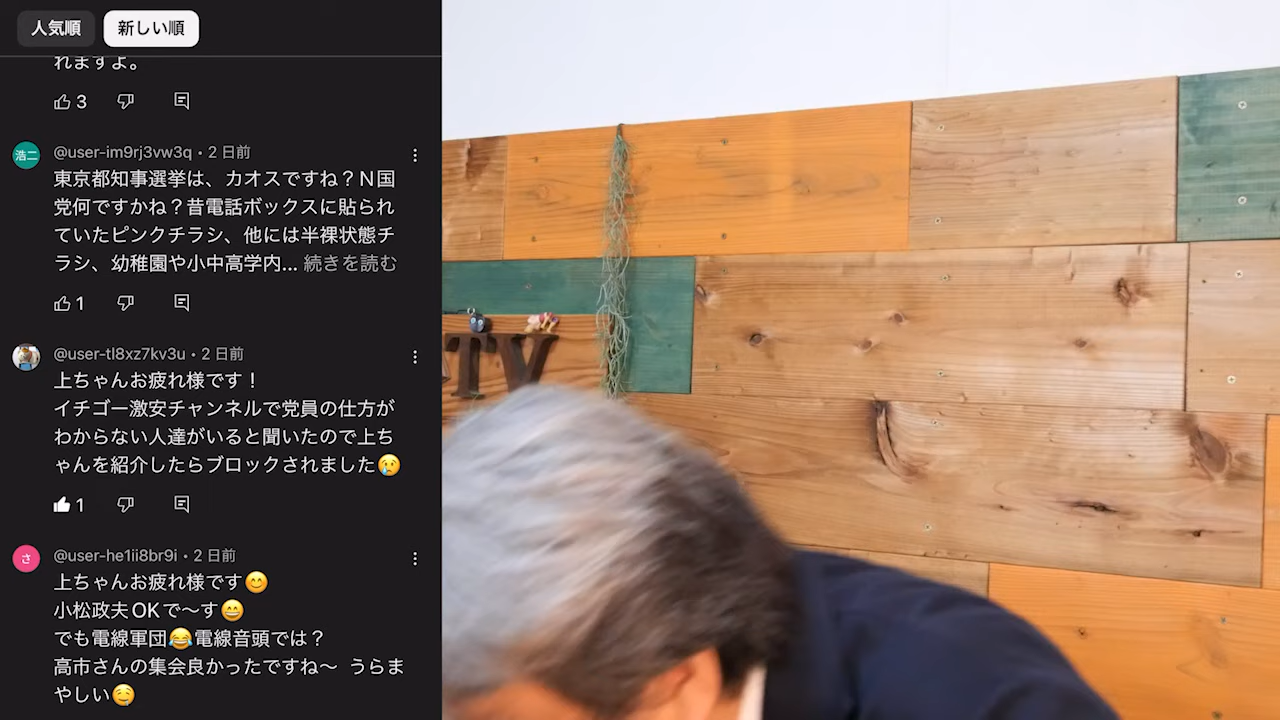 人気順
新しい順
れますよ。
3
浩二
@user-im9rj3vw3q・2 日前
東京都知事選挙は、カオスですね？Ｎ国
党何ですかね？昔電話ボックスに貼られ
ていたピンクチラシ、他には半裸状態チ
ラシ、幼稚園や小中高学内... 続きを読む
1
@user-tl8xz7kv3u・2 日前
上ちゃんお疲れ様です！
イチゴー激安チャンネルで党員の仕方が
わからない人達がいると聞いたので上ち
ゃんを紹介したらブロックされました😢
1
さ
@user-he1ii8br9i・2 日前
上ちゃんお疲れ様です😊
小松政夫OKで〜す😁
でも電線軍団😂電線音頭では？
高市さんの集会良かったですね〜 うらま
やしい🤤
TV